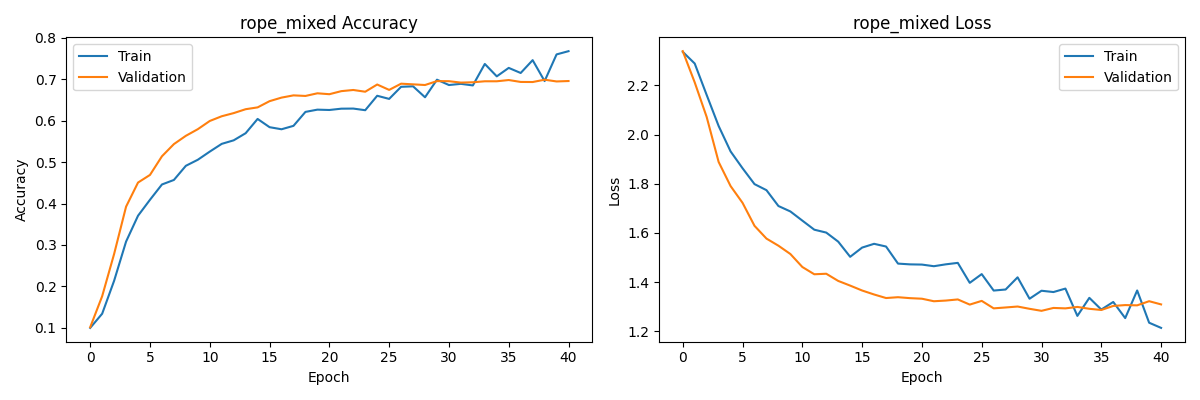 rope_mixed Accuracy
Train
Validation
Accuracy
0.8
0.7
0.6
0.5
0.4
0.3
0.2
0.1
0 5 10 15 20 25 30 35 40
Epoch
rope_mixed Loss
Train
Validation
Loss
2.2
2.0
1.8
1.6
1.4
1.2
0 5 10 15 20 25 30 35 40
Epoch